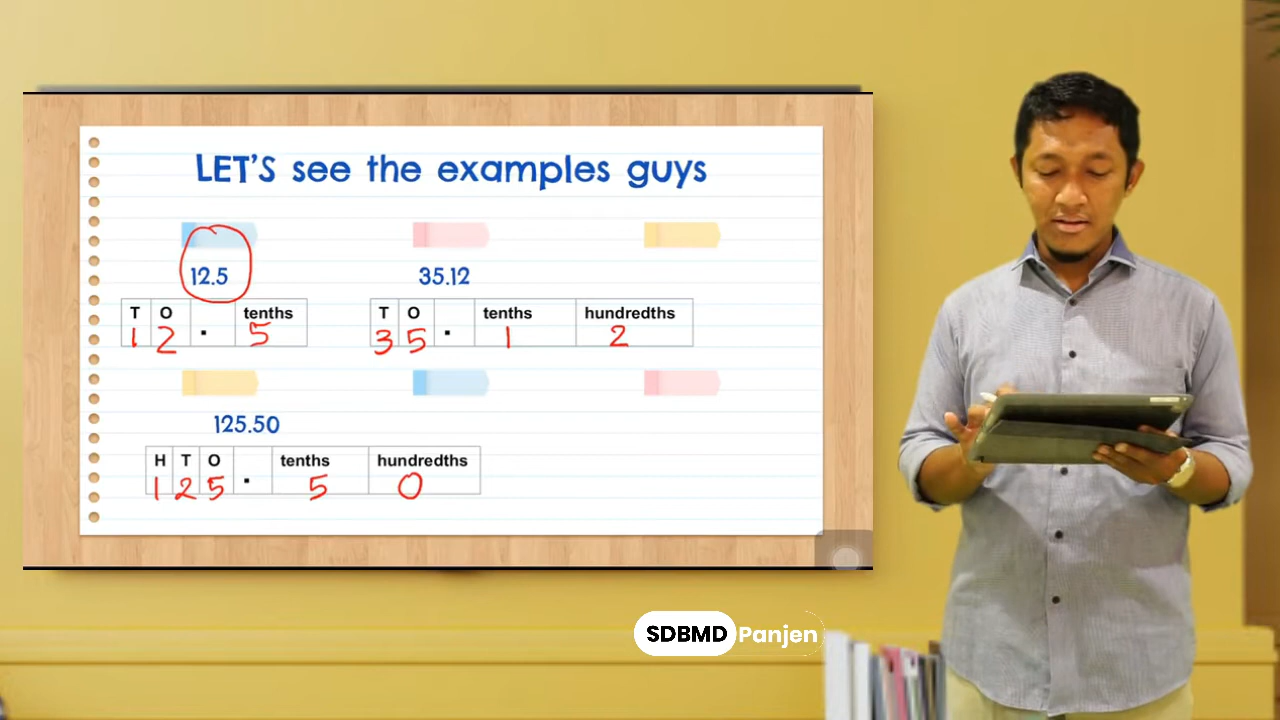 LET'S see the examples guys
12.5
35.12
T O . tenths
1 2 5
T O . tenths hundredths
3 5 1 2
125.50
H T O . tenths hundredths
1 2 5 5 0
SDBMD Panjen